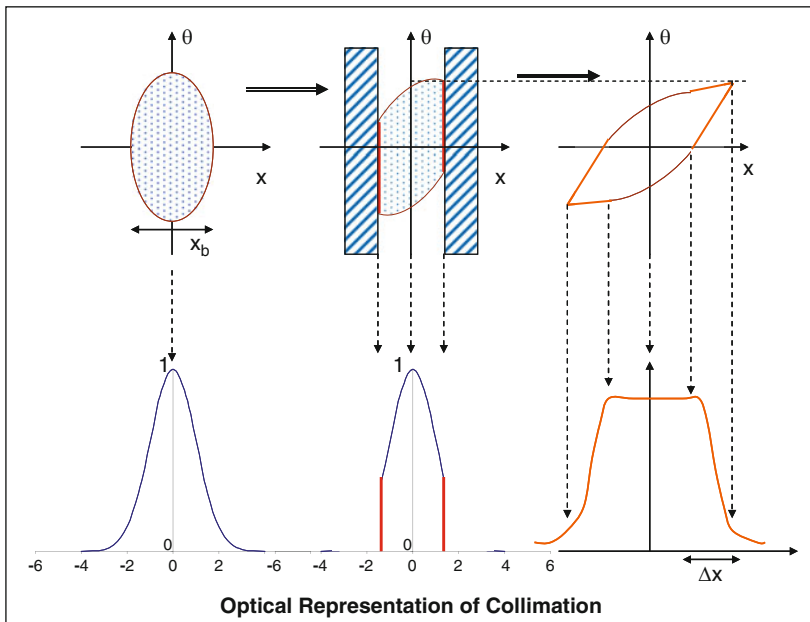 θ θ θ
x x x
x_b
1 1
0 0
-6 -4 -2 0 2 4 -4 -2 0 2 4 6
Δx
Optical Representation of Collimation